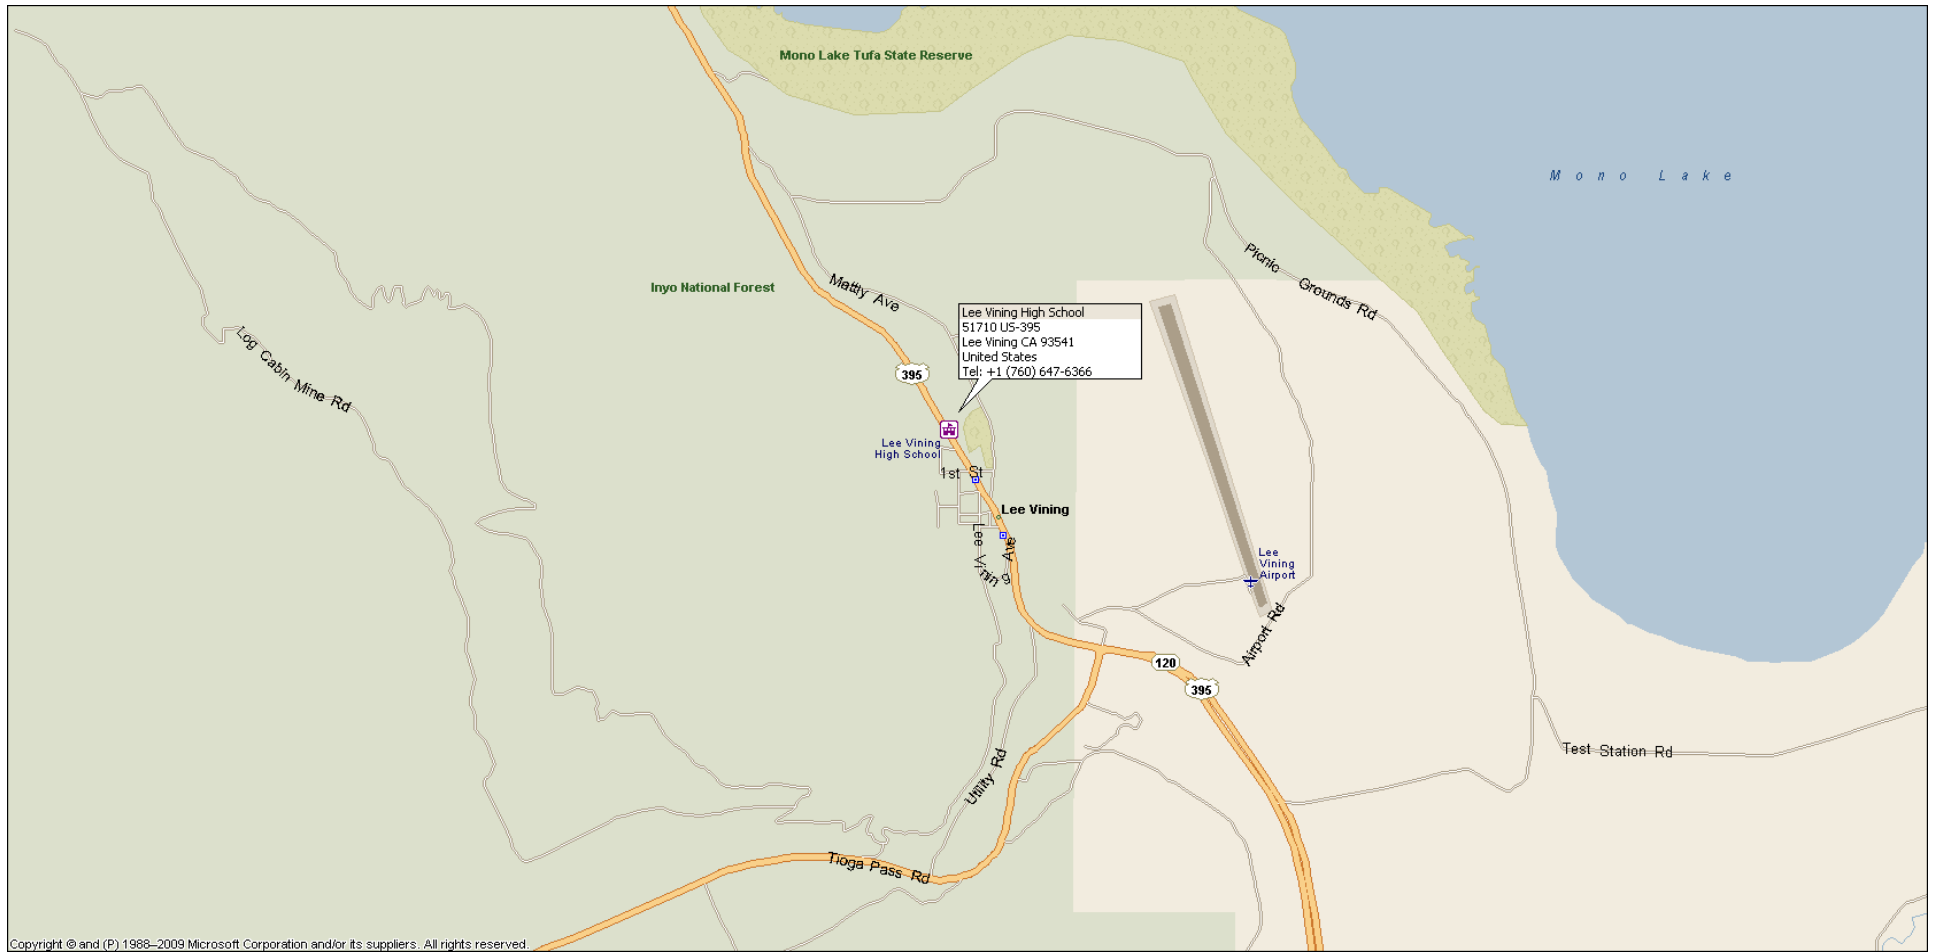 Mono Lake Tufa State Reserve
Mono Lake
Picnic Grounds Rd
Inyo National Forest
Mattly Ave
Lee Vining High School
51710 US-395
Lee Vining CA 93541
United States
Tel: +1 (760) 647-6366
Log Cabin Mine Rd
395
Lee Vining
High School
1st St
Lee Vining
Lee Vining Ave
Lee
Vining
Airport
Airport Rd
120
395
Test Station Rd
Utility Rd
Tioga Pass Rd
Copyright © and (P) 1988–2009 Microsoft Corporation and/or its suppliers. All rights reserved.